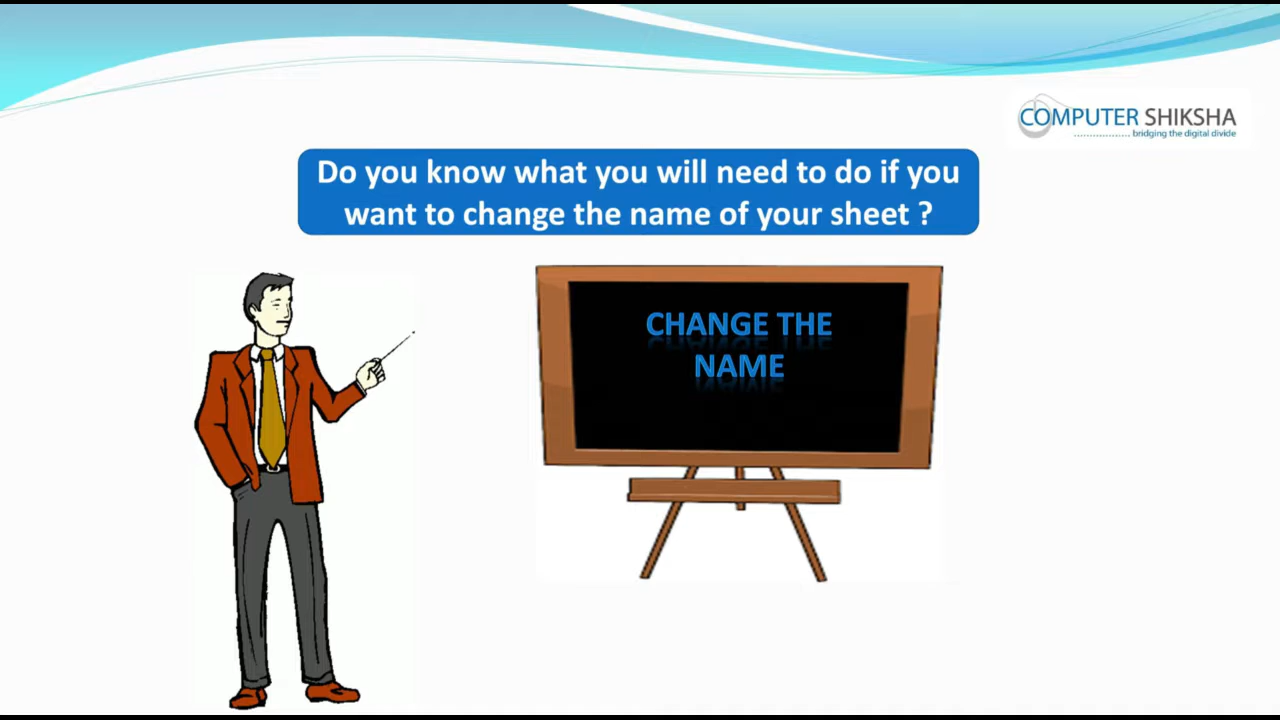 COMPUTER SHIKSHA
.............. bridging the digital divide
Do you know what you will need to do if you
want to change the name of your sheet ?
CHANGE THE
NAME